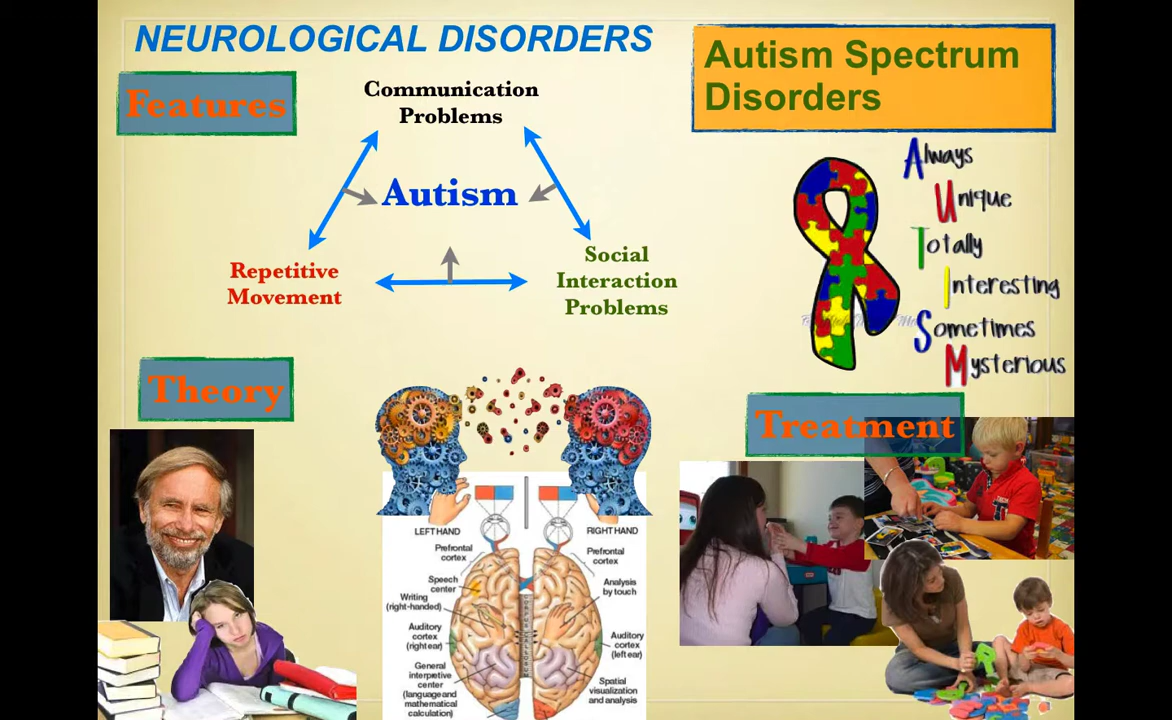 NEUROLOGICAL DISORDERS
Autism Spectrum
Disorders
Features
Communication
Problems
Autism
Repetitive
Movement
Social
Interaction
Problems
Always
Unique
Totally
Interesting
Sometimes
Mysterious
Theory
Treatment
LEFT HAND
RIGHT HAND
Prefrontal
cortex
Prefrontal
cortex
Speech
center
Analysis
by touch
Writing
(right-handed)
Auditory
cortex
(right ear)
Auditory
cortex
(left ear)
General
interpretive
center
(language and
mathematical
calculation)
Spatial
visualization
and analysis